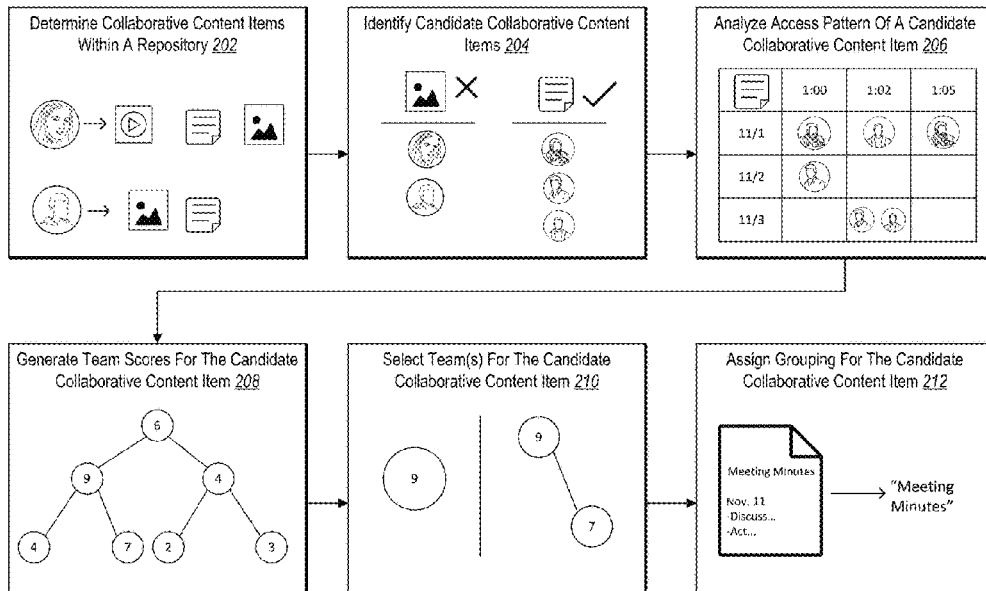 Determine Collaborative Content Items
Within A Repository 202
Identify Candidate Collaborative Content
Items 204
Analyze Access Pattern Of A Candidate
Collaborative Content Item 206
1:00 1:02 1:05
11/1
11/2
11/3
Generate Team Scores For The Candidate
Collaborative Content Item 208
6
9 4
4 7 2 3
Select Team(s) For The Candidate
Collaborative Content Item 210
9
9
7
Assign Grouping For The Candidate
Collaborative Content Item 212
Meeting Minutes
Nov. 11
-Discuss...
-Act...
"Meeting
Minutes"